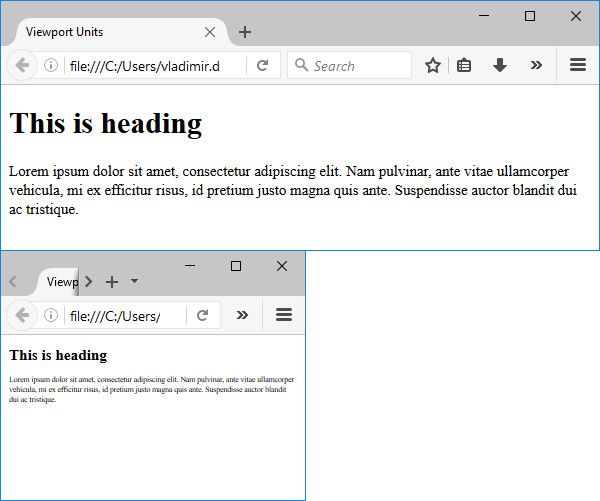 Viewport Units
file:///C:/Users/vladimir.d
Search
This is heading
Lorem ipsum dolor sit amet, consectetur adipiscing elit. Nam pulvinar, ante vitae ullamcorper
vehicula, mi ex efficitur risus, id pretium justo magna quis ante. Suspendisse auctor blandit dui
ac tristique.
Viewp
file:///C:/Users/
This is heading
Lorem ipsum dolor sit amet, consectetur adipiscing elit. Nam pulvinar, ante vitae ullamcorper
vehicula, mi ex efficitur risus, id pretium justo magna quis ante. Suspendisse auctor blandit dui
ac tristique.